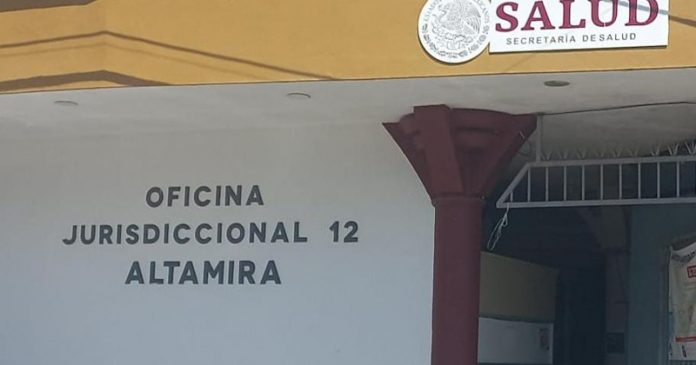 SALUD
SECRETARÍA DE SALUD
OFICINA
JURISDICCIONAL 12
ALTAMIRA